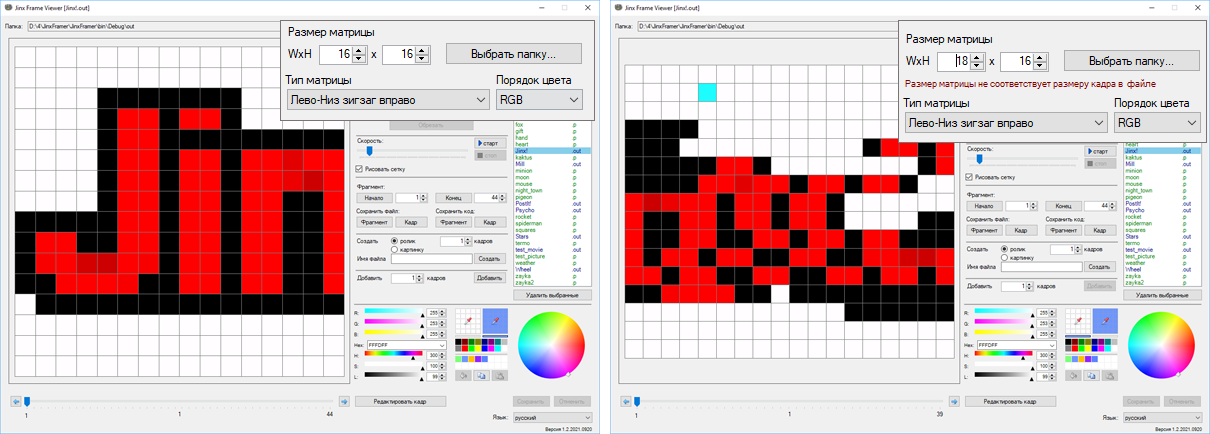 Jinx Frame Viewer [Jinx!.out]
Папка: D:\4\JinxFramer\JinxFramer\bin\Debug\out
Размер матрицы
WxH 16 x 16 Выбрать папку...
Тип матрицы Порядок цвета
Лево-Низ зигзаг вправо RGB
Обрезать
Скорость:
старт
стоп
Рисовать сетку
Фрагмент:
Начало 1 Конец 44
Сохранить файл: Сохранить код:
Фрагмент Кадр Фрагмент Кадр
Создать ролик 1 кадров
картинку
Имя файла Создать
Добавить 1 кадров Добавить
fox .p
gift .p
hand .p
heart .p
Jinx! .out
kaktus .p
Mill .out
minion .p
moon .p
mouse .p
night_town .p
pigeon .p
PostIt! .out
Psycho .out
rocket .p
spiderman .p
squares .p
Stars .out
termo .p
test_movie .out
test_picture .p
weather .p
Wheel .out
zayka .p
zayka2 .p
Удалить выбранные
R: 255
G: 253
B: 255
Hex: FFFDFF
H: 300
S: 100
L: 99
1 1 44
Редактировать кадр
Сохранить Отменить
Язык: русский
Версия 1.2.2021.0920
Jinx Frame Viewer [Jinx!.out]
Папка: D:\4\JinxFramer\JinxFramer\bin\Debug\out
Размер матрицы
WxH 18 x 16 Выбрать папку...
Размер матрицы не соответствует размеру кадра в файле
Тип матрицы Порядок цвета
Лево-Низ зигзаг вправо RGB
Скорость:
старт
стоп
Рисовать сетку
Фрагмент:
Начало 1 Конец 44
Сохранить файл: Сохранить код:
Фрагмент Кадр Фрагмент Кадр
Создать ролик 1 кадров
картинку
Имя файла Создать
Добавить 1 кадров Добавить
heart .p
Jinx! .out
kaktus .p
Mill .out
minion .p
moon .p
mouse .p
night_town .p
pigeon .p
PostIt! .out
Psycho .out
rocket .p
spiderman .p
squares .p
Stars .out
termo .p
test_movie .out
test_picture .p
weather .p
Wheel .out
zayka .p
zayka2 .p
Удалить выбранные
R: 255
G: 253
B: 255
Hex: FFFDFF
H: 300
S: 100
L: 99
1 1 39
Редактировать кадр
Сохранить Отменить
Язык: русский
Версия 1.2.2021.0920